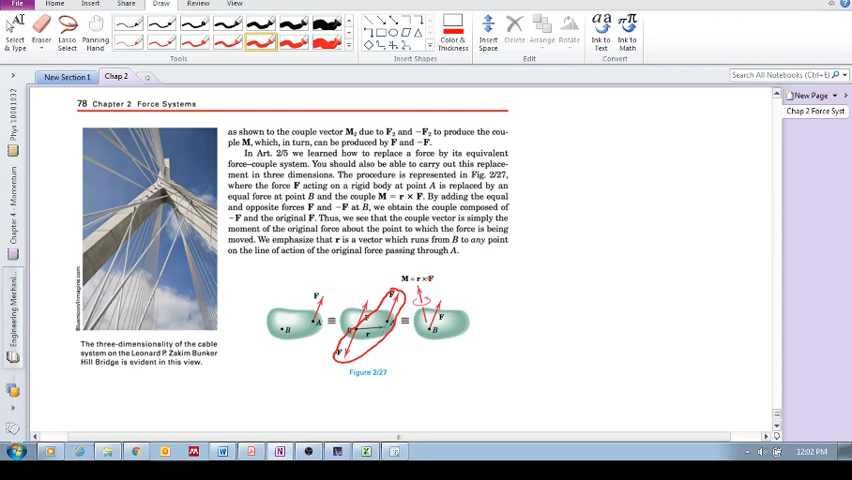 File
Home
Insert
Share
Draw
Review
View
Select
& Type
Eraser
Lasso
Select
Panning
Hand
Tools
Insert Shapes
Color &
Thickness
Insert
Space
Delete
Arrange
Rotate
Edit
Ink to
Text
Ink to
Math
Convert
New Section 1
Chap 2
Search All Notebooks (Ctrl+E)
New Page
Chap 2 Force Syst
Phys 10001032
Chapter 4 - Momentum
Engineering Mechani
78 Chapter 2 Force Systems
as shown to the couple vector M2 due to F2 and −F2 to produce the cou-
ple M, which, in turn, can be produced by F and −F.
In Art. 2/5 we learned how to replace a force by its equivalent
force–couple system. You should also be able to carry out this replace-
ment in three dimensions. The procedure is represented in Fig. 2/27,
where the force F acting on a rigid body at point A is replaced by an
equal force at point B and the couple M = r × F. By adding the equal
and opposite forces F and −F at B, we obtain the couple composed of
−F and the original F. Thus, we see that the couple vector is simply the
moment of the original force about the point to which the force is being
moved. We emphasize that r is a vector which runs from B to any point
on the line of action of the original force passing through A.
M = r × F
F
A
B
≡
F
F
B
A
r
F
≡
F
B
Figure 2/27
The three-dimensionality of the cable
system on the Leonard P. Zakim Bunker
Hill Bridge is evident in this view.
12:02 PM